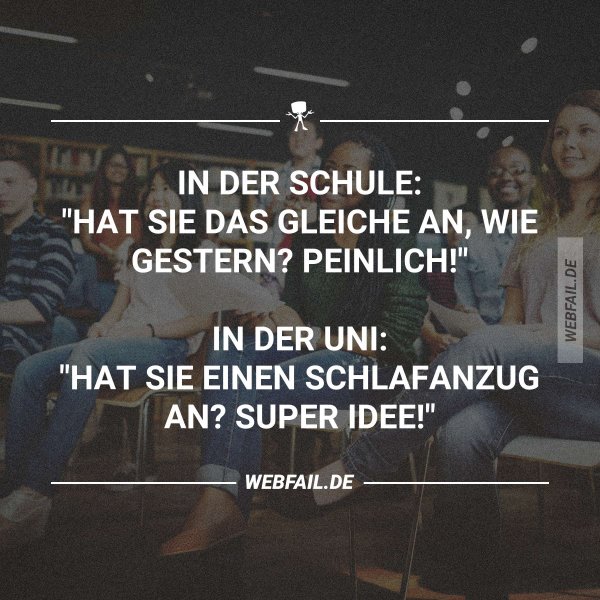 IN DER SCHULE:
"HAT SIE DAS GLEICHE AN, WIE
GESTERN? PEINLICH!"
IN DER UNI:
"HAT SIE EINEN SCHLAFANZUG
AN? SUPER IDEE!"
WEBFAIL.DE
WEBFAIL.DE